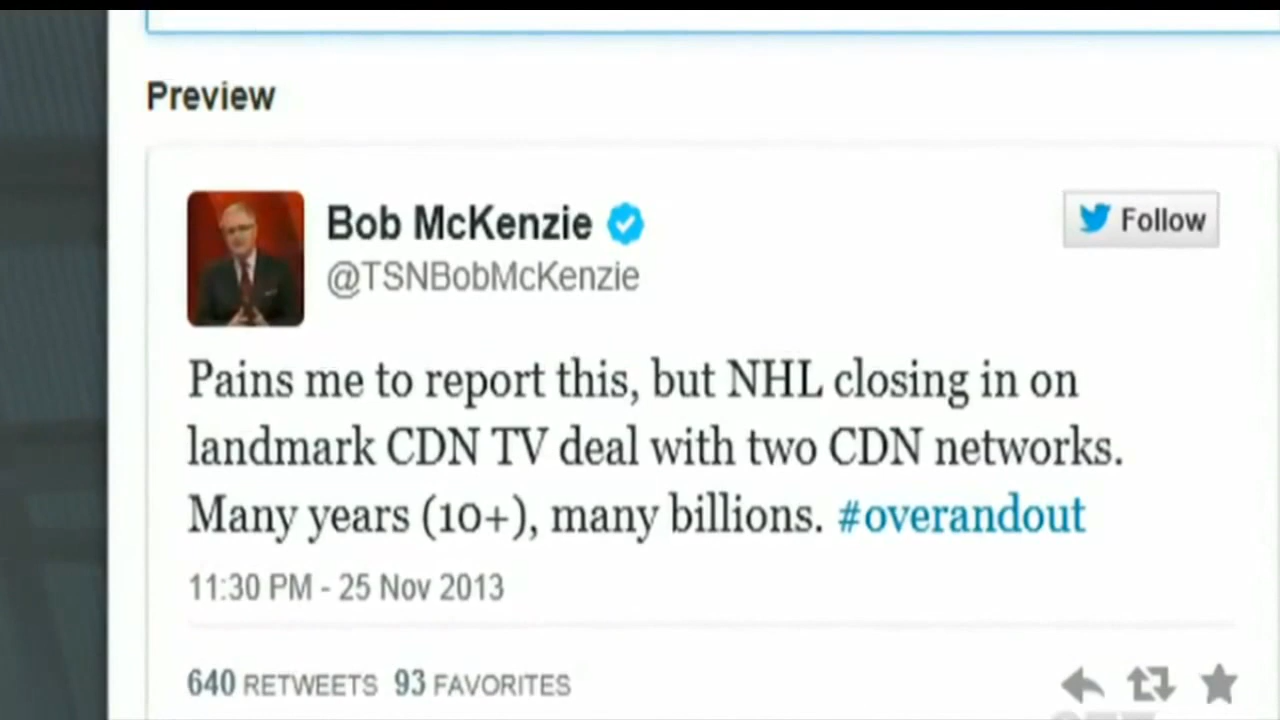 Preview
Bob McKenzie
@TSNBobMcKenzie
Follow
Pains me to report this, but NHL closing in on
landmark CDN TV deal with two CDN networks.
Many years (10+), many billions. #overandout
11:30 PM - 25 Nov 2013
640 RETWEETS 93 FAVORITES